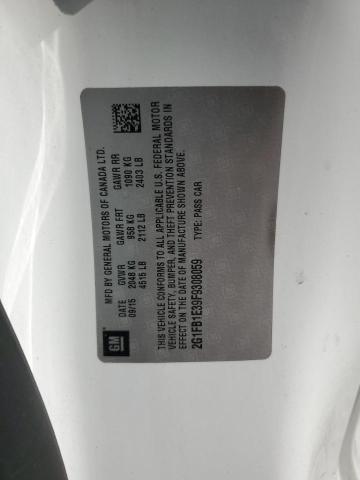 MFD BY GENERAL MOTORS OF CANADA LTD.
DATE GVWR GAWR FRT GAWR RR
09/15 2048 KG 958 KG 1090 KG
4515 LB 2112 LB 2403 LB
THIS VEHICLE CONFORMS TO ALL APPLICABLE U.S. FEDERAL MOTOR
VEHICLE SAFETY, BUMPER, AND THEFT PREVENTION STANDARDS IN
EFFECT ON THE DATE OF MANUFACTURE SHOWN ABOVE.
2G1FB1E39F9308059 TYPE: PASS CAR
GM